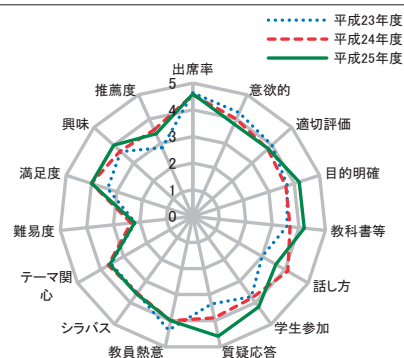 平成23年度
平成24年度
平成25年度
出席率
意欲的
適切評価
目的明確
教科書等
話し方
学生参加
質疑応答
教員熱意
シラバス
テーマ関
心
難易度
満足度
興味
推薦度
5
4
3
2
1
0